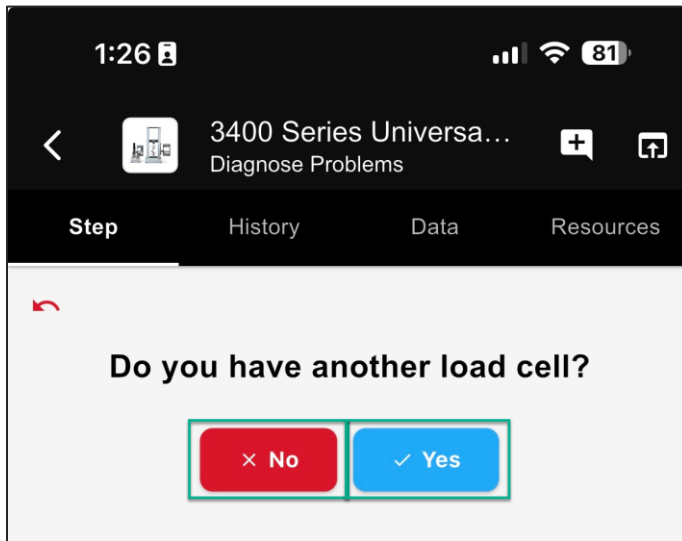 1:26 81
3400 Series Universa...
Diagnose Problems
Step History Data Resources
Do you have another load cell?
No Yes